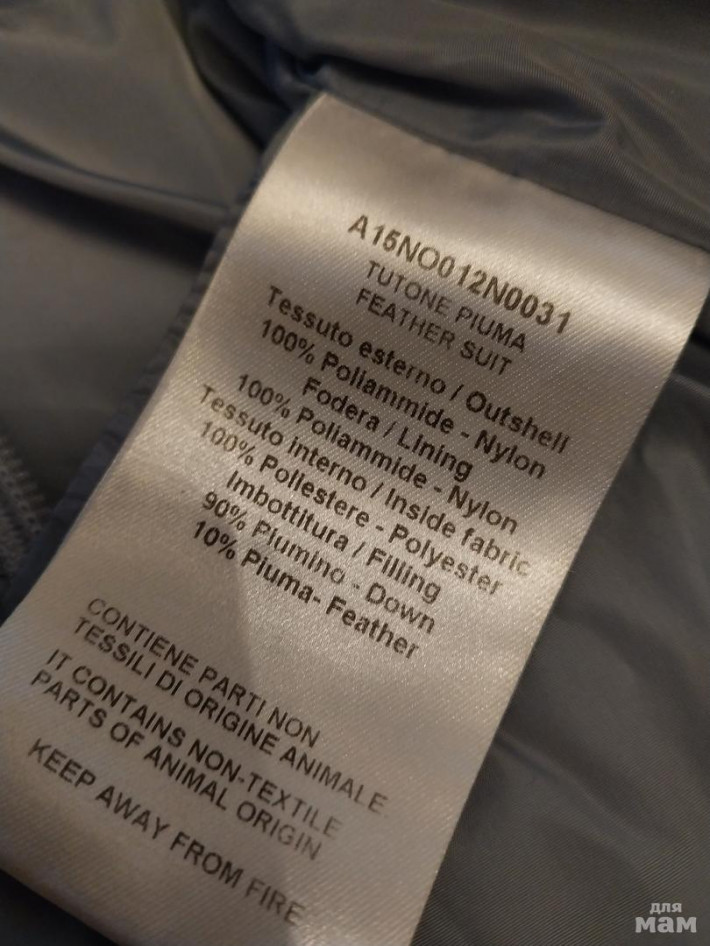 A15NO012N0031
TUTONE PIUMA
FEATHER SUIT
Tessuto esterno / Outshell
100% Poliammide - Nylon
Fodera / Lining
100% Poliammide - Nylon
Tessuto interno / Inside fabric
100% Poliestere - Polyester
Imbottitura / Filling
90% Piumino - Down
10% Piuma- Feather
CONTIENE PARTI NON
TESSILI DI ORIGINE ANIMALE
IT CONTAINS NON-TEXTILE
PARTS OF ANIMAL ORIGIN
KEEP AWAY FROM FIRE
для
мам